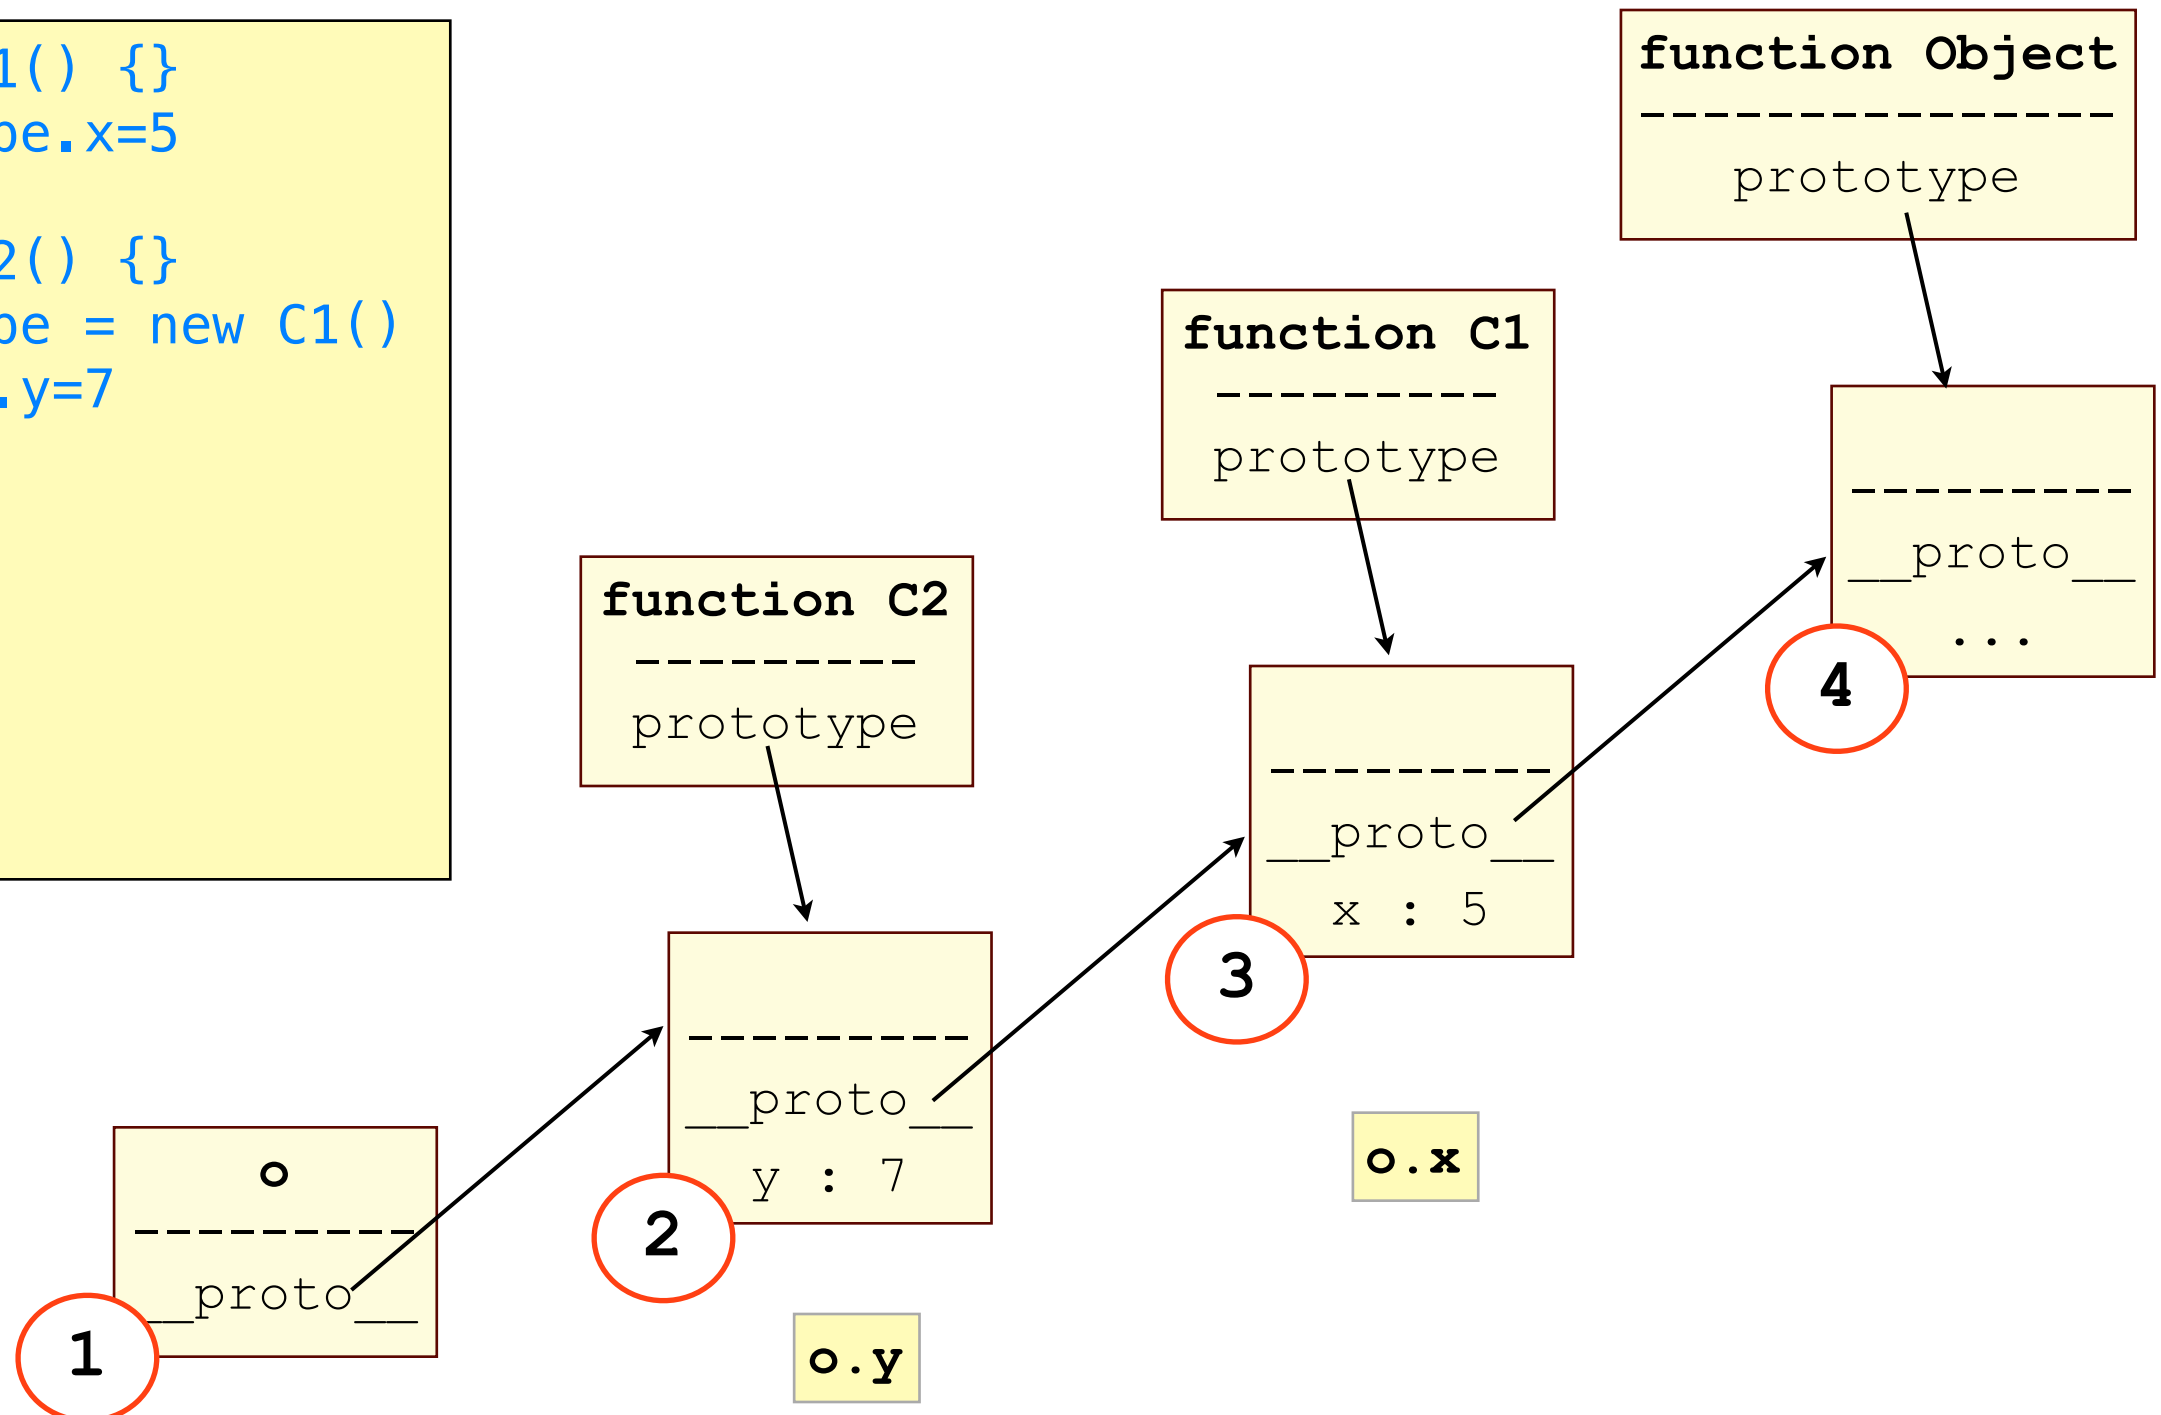 1() {}
pe.x=5
2() {}
pe = new C1()
.y=7
function Object
---------------
prototype
function C1
---------
prototype
---------
__proto__
...
4
function C2
---------
prototype
---------
__proto__
x : 5
3
---------
__proto__
y : 7
2
o.x
o
---------
__proto__
1
o.y